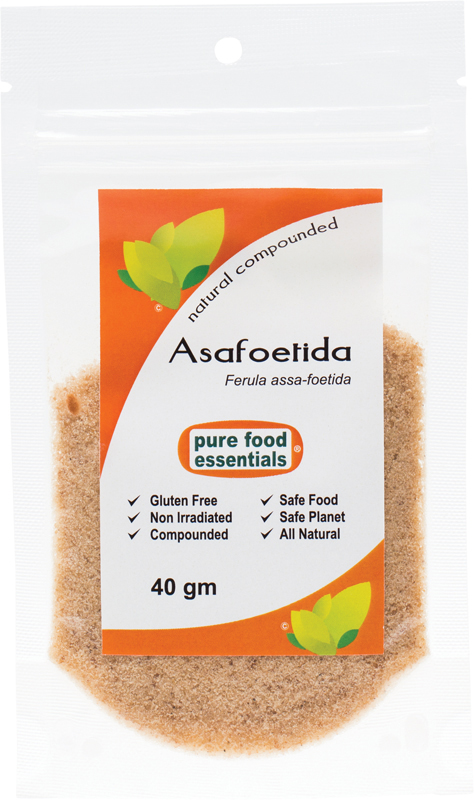 natural compounded
Asafoetida
Ferula assa-foetida
pure food
essentials®
✓ Gluten Free
✓ Non Irradiated
✓ Compounded
✓ Safe Food
✓ Safe Planet
✓ All Natural
40 gm
©
©